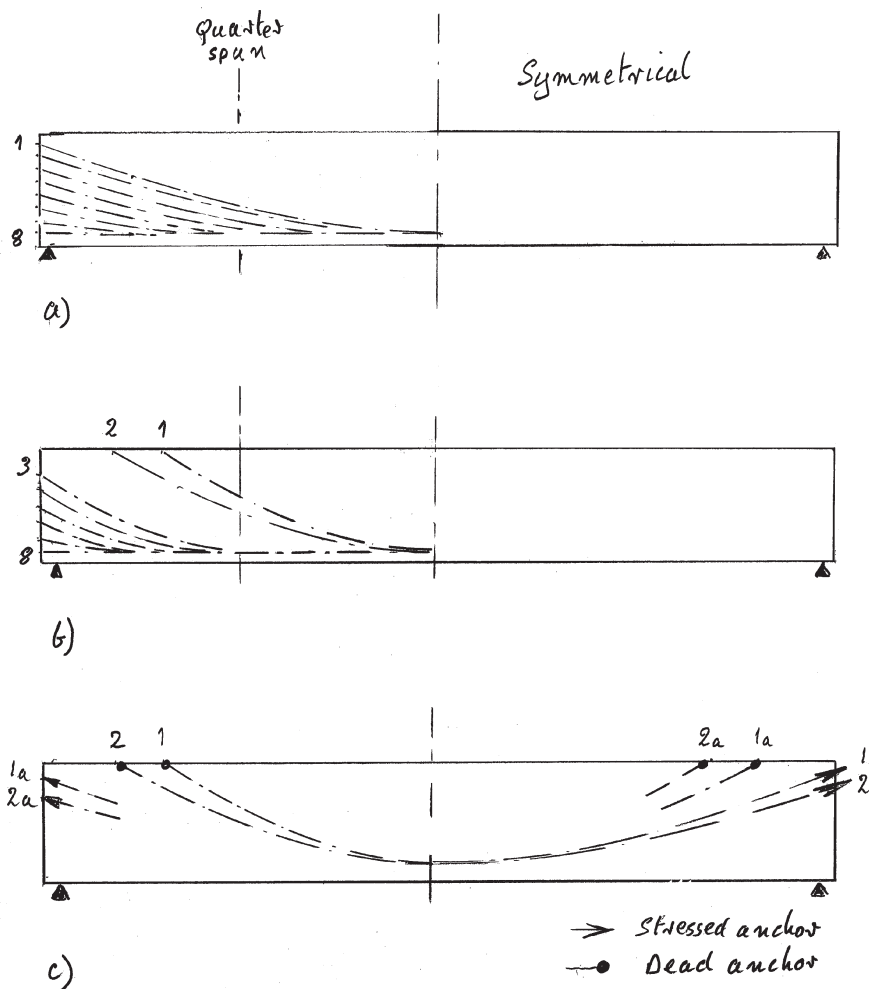 Quarter
span
Symmetrical
1
8
a)
2 1
3
8
b)
2 1 2a 1a
1a
2a
1
2
Stressed anchor
Dead anchor
c)